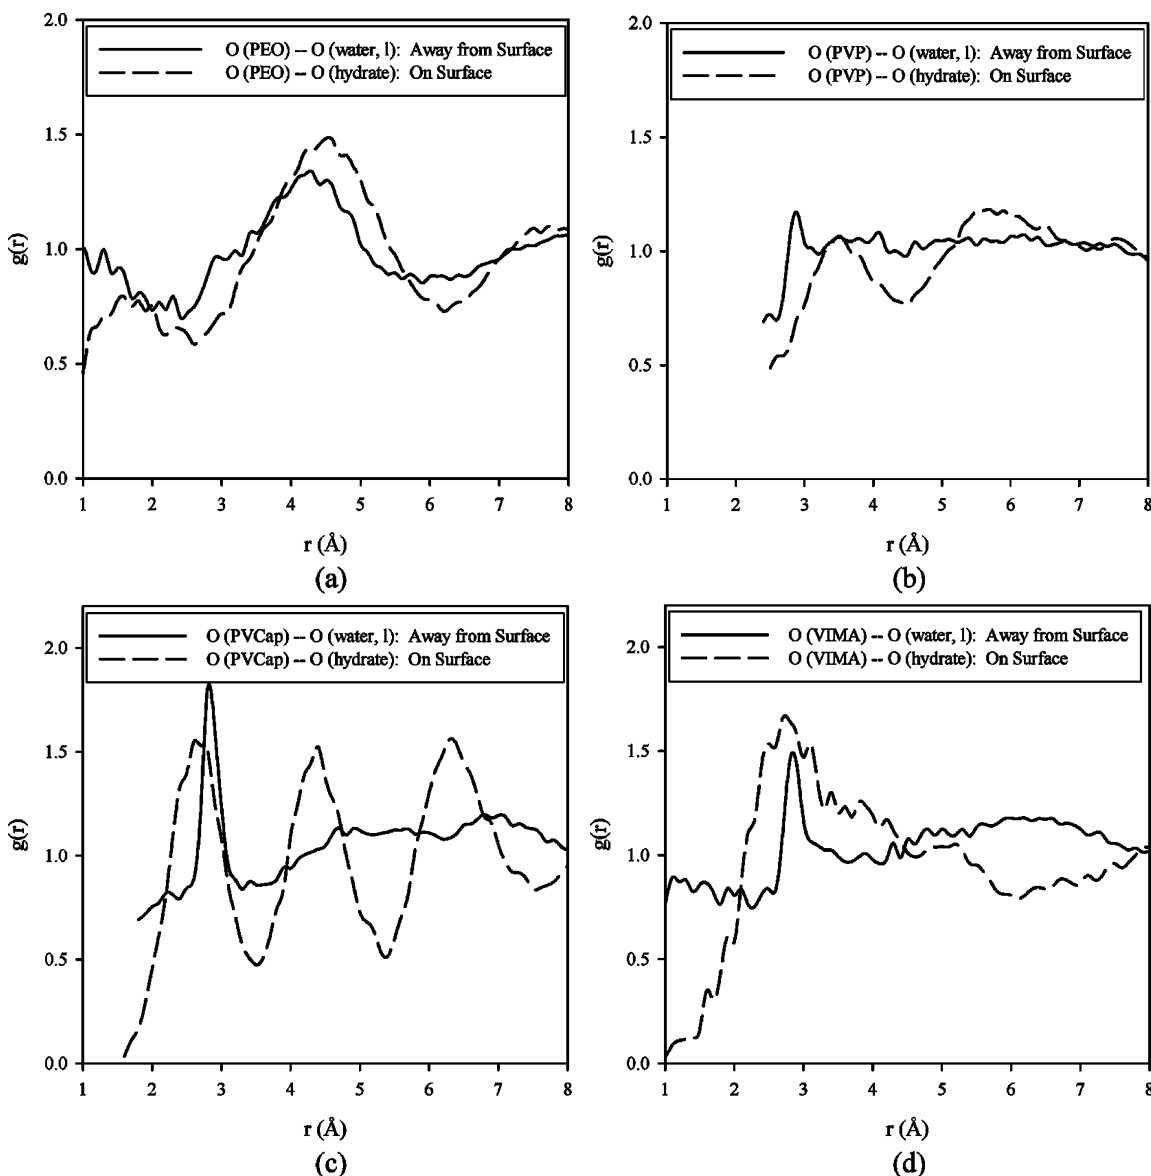 2.0
O (PEO) -- O (water, l): Away from Surface
O (PEO) -- O (hydrate): On Surface
1.5
1.0
0.5
0.0
g(r)
1 2 3 4 5 6 7 8
r (Å)
(a)
2.0
O (PVP) -- O (water, l): Away from Surface
O (PVP) -- O (hydrate): On Surface
1.5
1.0
0.5
0.0
g(r)
1 2 3 4 5 6 7 8
r (Å)
(b)
O (PVCap) -- O (water, l): Away from Surface
O (PVCap) -- O (hydrate): On Surface
2.0
1.5
1.0
0.5
0.0
g(r)
1 2 3 4 5 6 7 8
r (Å)
(c)
O (VIMA) -- O (water, l): Away from Surface
O (VIMA) -- O (hydrate): On Surface
2.0
1.5
1.0
0.5
0.0
g(r)
1 2 3 4 5 6 7 8
r (Å)
(d)